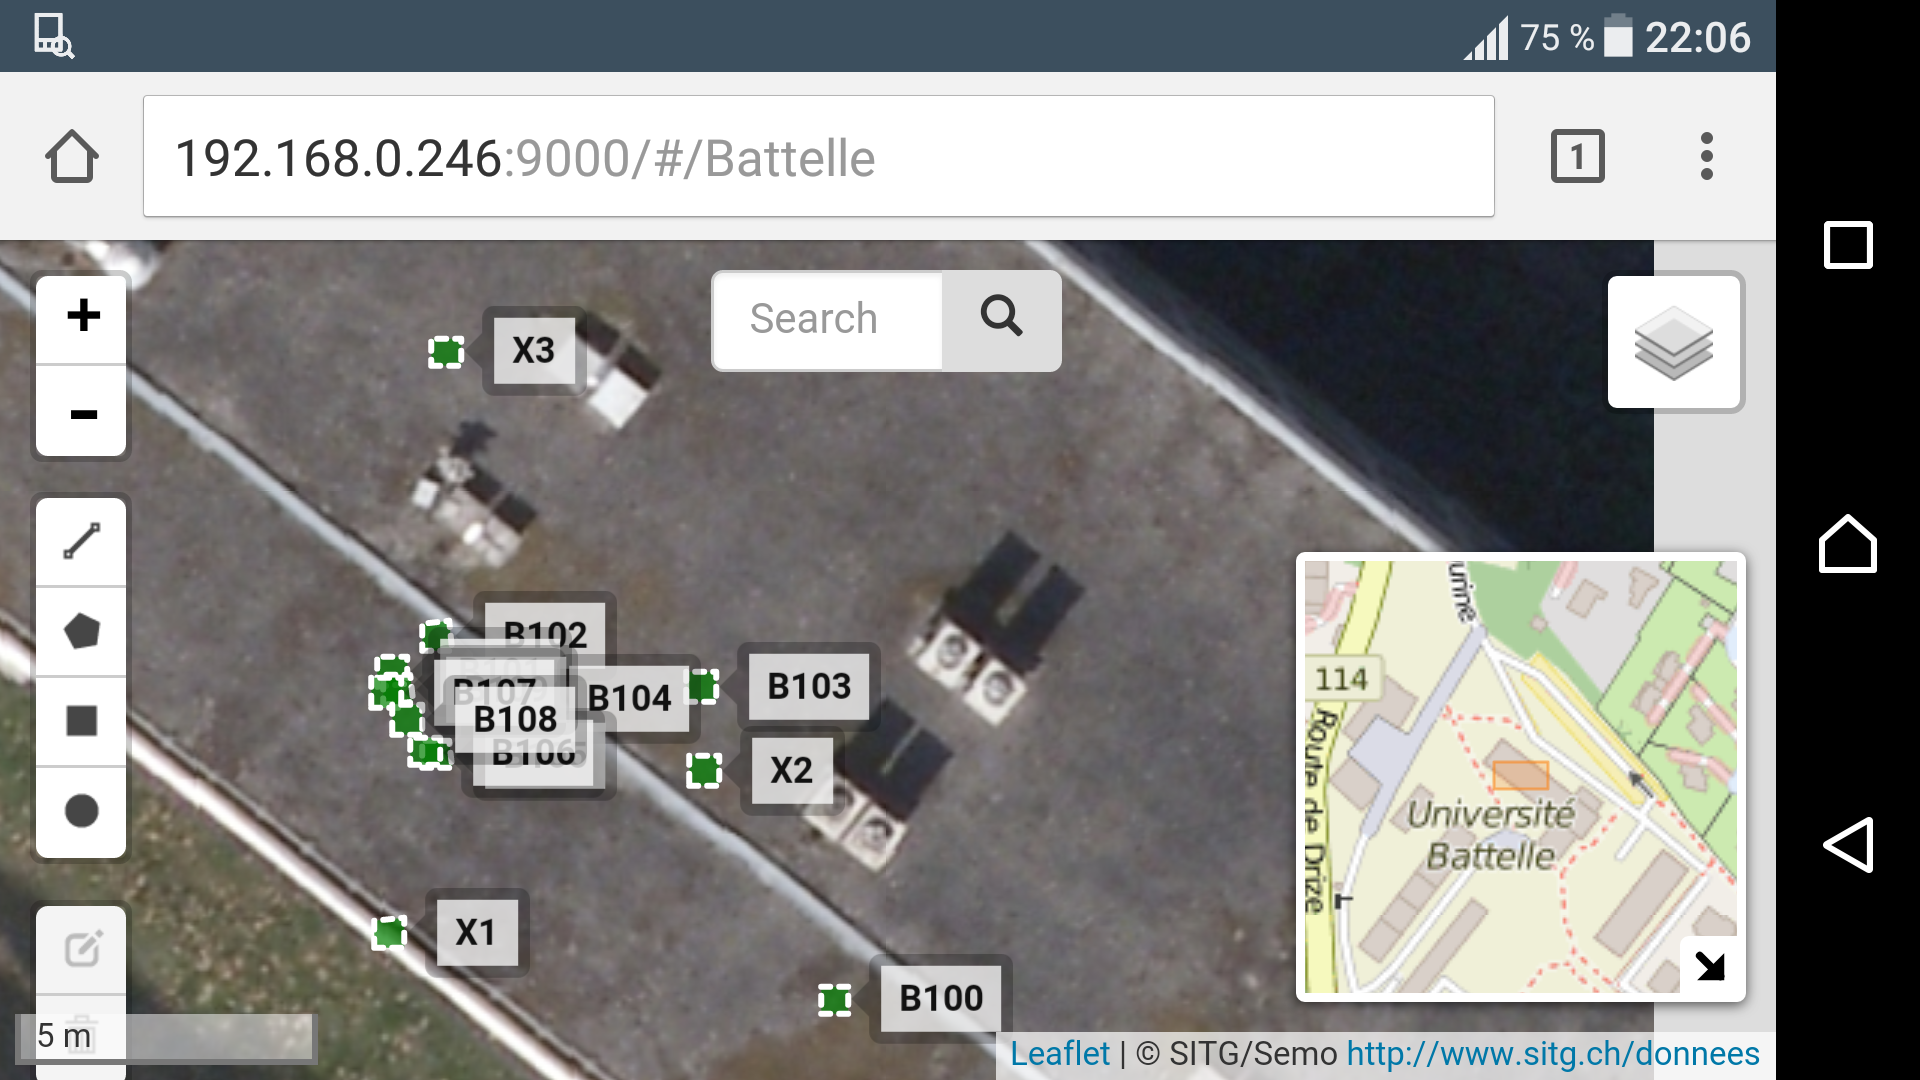 75 % 22:06
192.168.0.246:9000/#/Battelle
1
+
Search
X3
-
B102
B107
B104
B103
B108
B106
X2
X1
B100
114
Route de Drize
Université
Battelle
5 m
Leaflet | © SITG/Semo http://www.sitg.ch/donnees